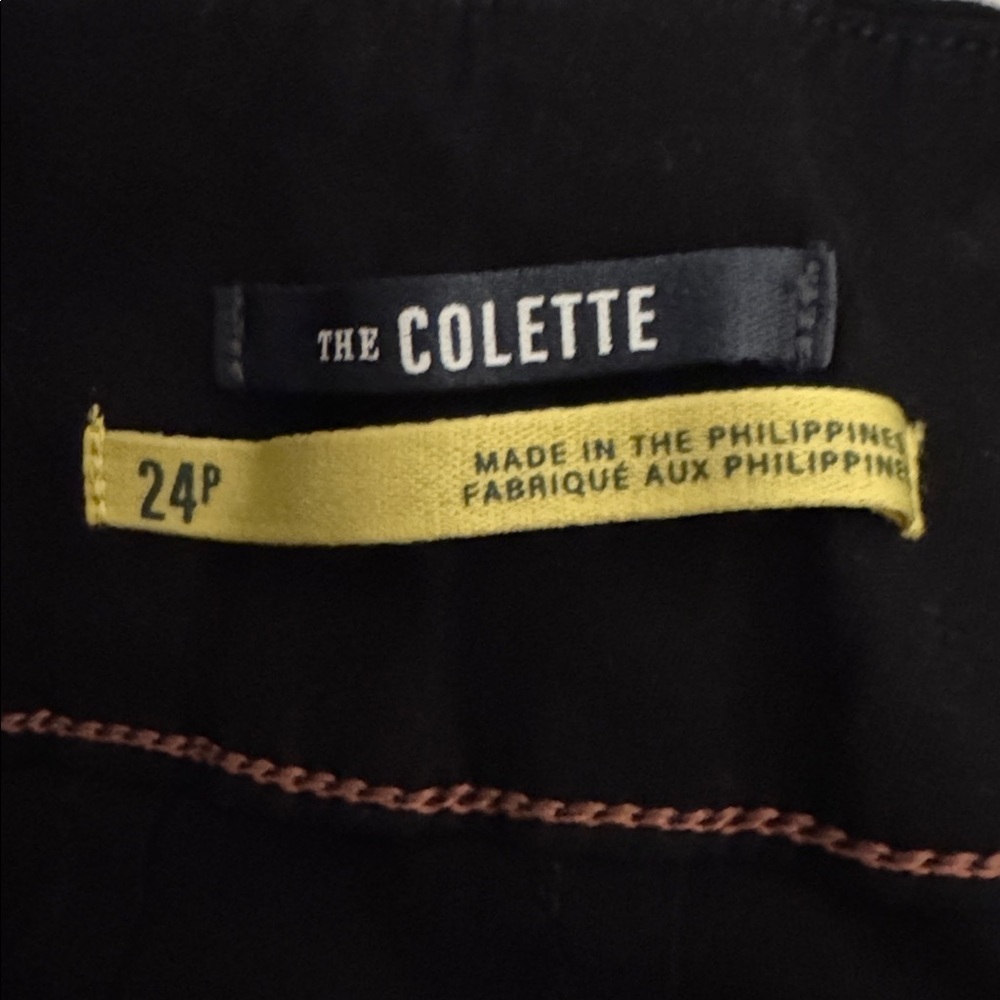 THE COLETTE
24P
MADE IN THE PHILIPPINES
FABRIQUÉ AUX PHILIPPINES